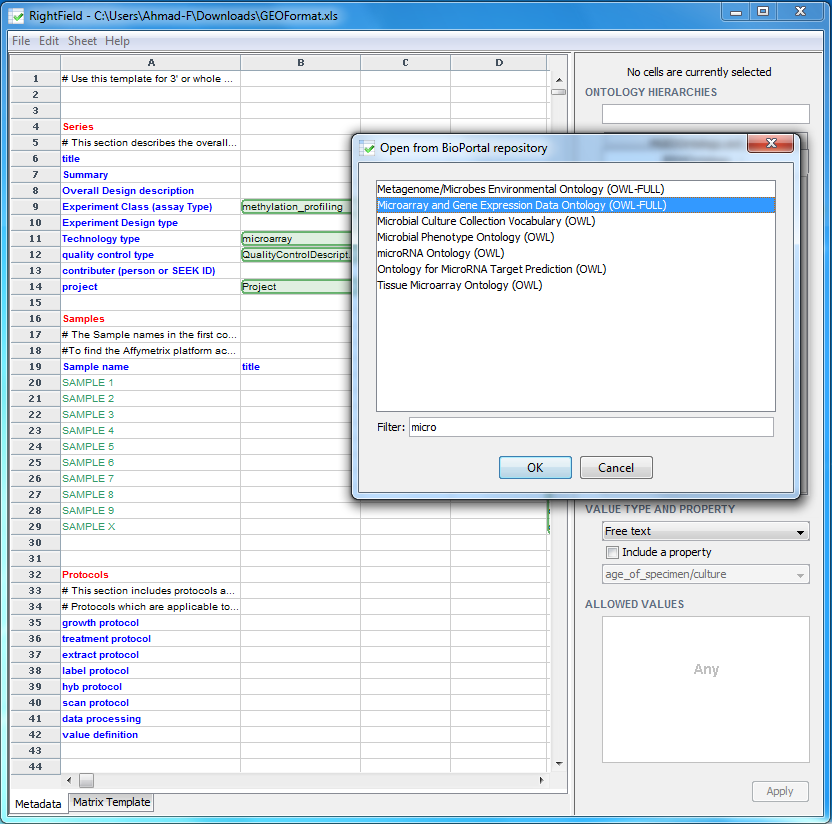 RightField - C:\Users\Ahmad-F\Downloads\GEOFormat.xls
File Edit Sheet Help
A B C D
1 # Use this template for 3' or whole ...
2
3
4 Series
5 # This section describes the overall...
6 title
7 Summary
8 Overall Design description
9 Experiment Class (assay Type) methylation_profiling
10 Experiment Design type
11 Technology type microarray
12 quality control type QualityControlDescript.
13 contributer (person or SEEK ID)
14 project Project
15
16 Samples
17 # The Sample names in the first co...
18 #To find the Affymetrix platform ac...
19 Sample name title
20 SAMPLE 1
21 SAMPLE 2
22 SAMPLE 3
23 SAMPLE 4
24 SAMPLE 5
25 SAMPLE 6
26 SAMPLE 7
27 SAMPLE 8
28 SAMPLE 9
29 SAMPLE X
30
31
32 Protocols
33 # This section includes protocols a...
34 # Protocols which are applicable to...
35 growth protocol
36 treatment protocol
37 extract protocol
38 label protocol
39 hyb protocol
40 scan protocol
41 data processing
42 value definition
43
44
Metadata Matrix Template
No cells are currently selected
ONTOLOGY HIERARCHIES
Open from BioPortal repository
Metagenome/Microbes Environmental Ontology (OWL-FULL)
Microarray and Gene Expression Data Ontology (OWL-FULL)
Microbial Culture Collection Vocabulary (OWL)
Microbial Phenotype Ontology (OWL)
microRNA Ontology (OWL)
Ontology for MicroRNA Target Prediction (OWL)
Tissue Microarray Ontology (OWL)
Filter: micro
OK Cancel
VALUE TYPE AND PROPERTY
Free text
Include a property
age_of_specimen/culture
ALLOWED VALUES
Any
Apply